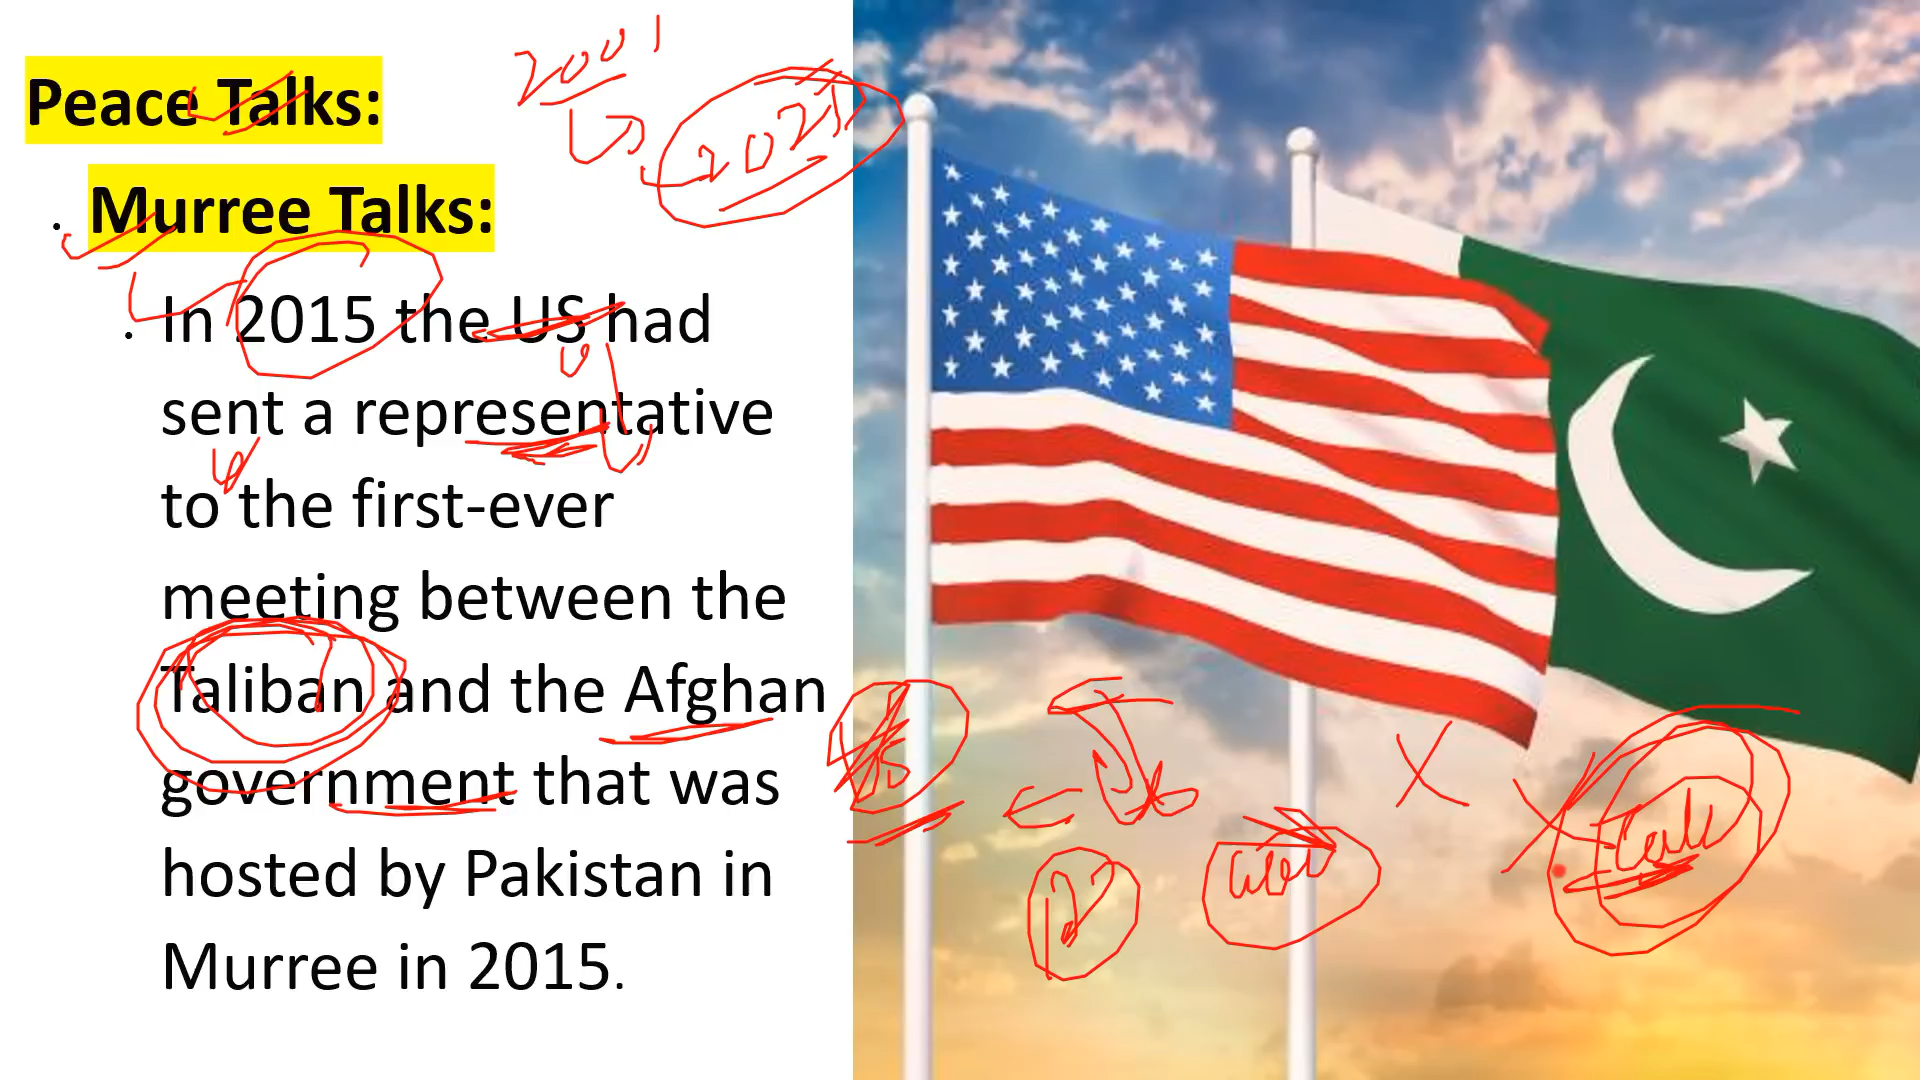 2001
Peace Talks:
2021
Murree Talks:
In 2015 the US had
sent a representative
to the first-ever
meeting between the
Taliban and the Afghan
government that was
hosted by Pakistan in
Murree in 2015.